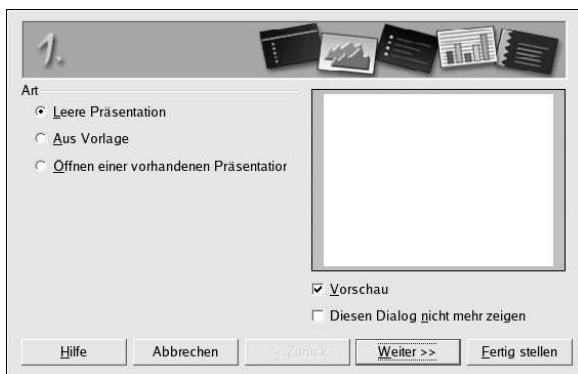 1.
Art
Leere Präsentation
Aus Vorlage
Öffnen einer vorhandenen Präsentation
Vorschau
Diesen Dialog nicht mehr zeigen
Hilfe
Abbrechen
<< Zurück
Weiter >>
Fertig stellen